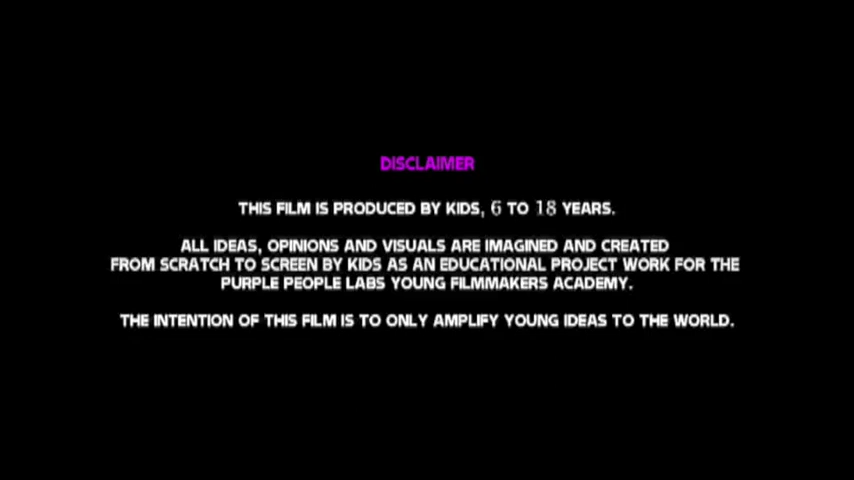 DISCLAIMER
THIS FILM IS PRODUCED BY KIDS, 6 TO 18 YEARS.
ALL IDEAS, OPINIONS AND VISUALS ARE IMAGINED AND CREATED
FROM SCRATCH TO SCREEN BY KIDS AS AN EDUCATIONAL PROJECT WORK FOR THE
PURPLE PEOPLE LABS YOUNG FILMMAKERS ACADEMY.
THE INTENTION OF THIS FILM IS TO ONLY AMPLIFY YOUNG IDEAS TO THE WORLD.